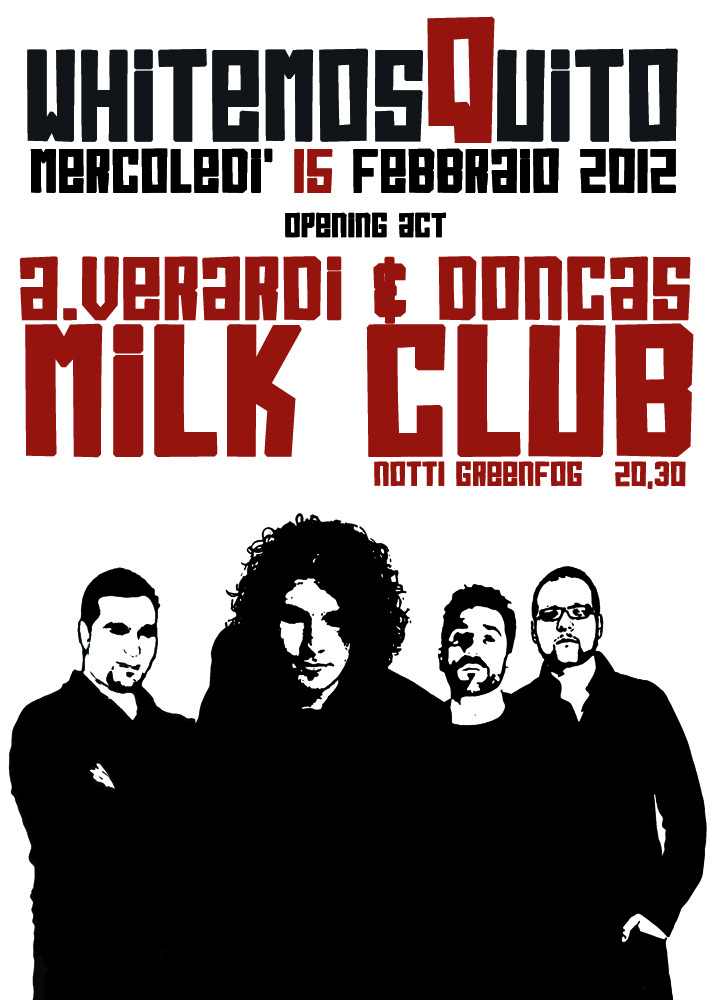 WHiTeMOSQUiTO
MeRCOLeDi' 15 FeBBRaiO 2012
OPeNiNG aCT
a.VeRaRDi & DONCaS
MiLK CLUB
NOTTI GReeNFOG 20,30